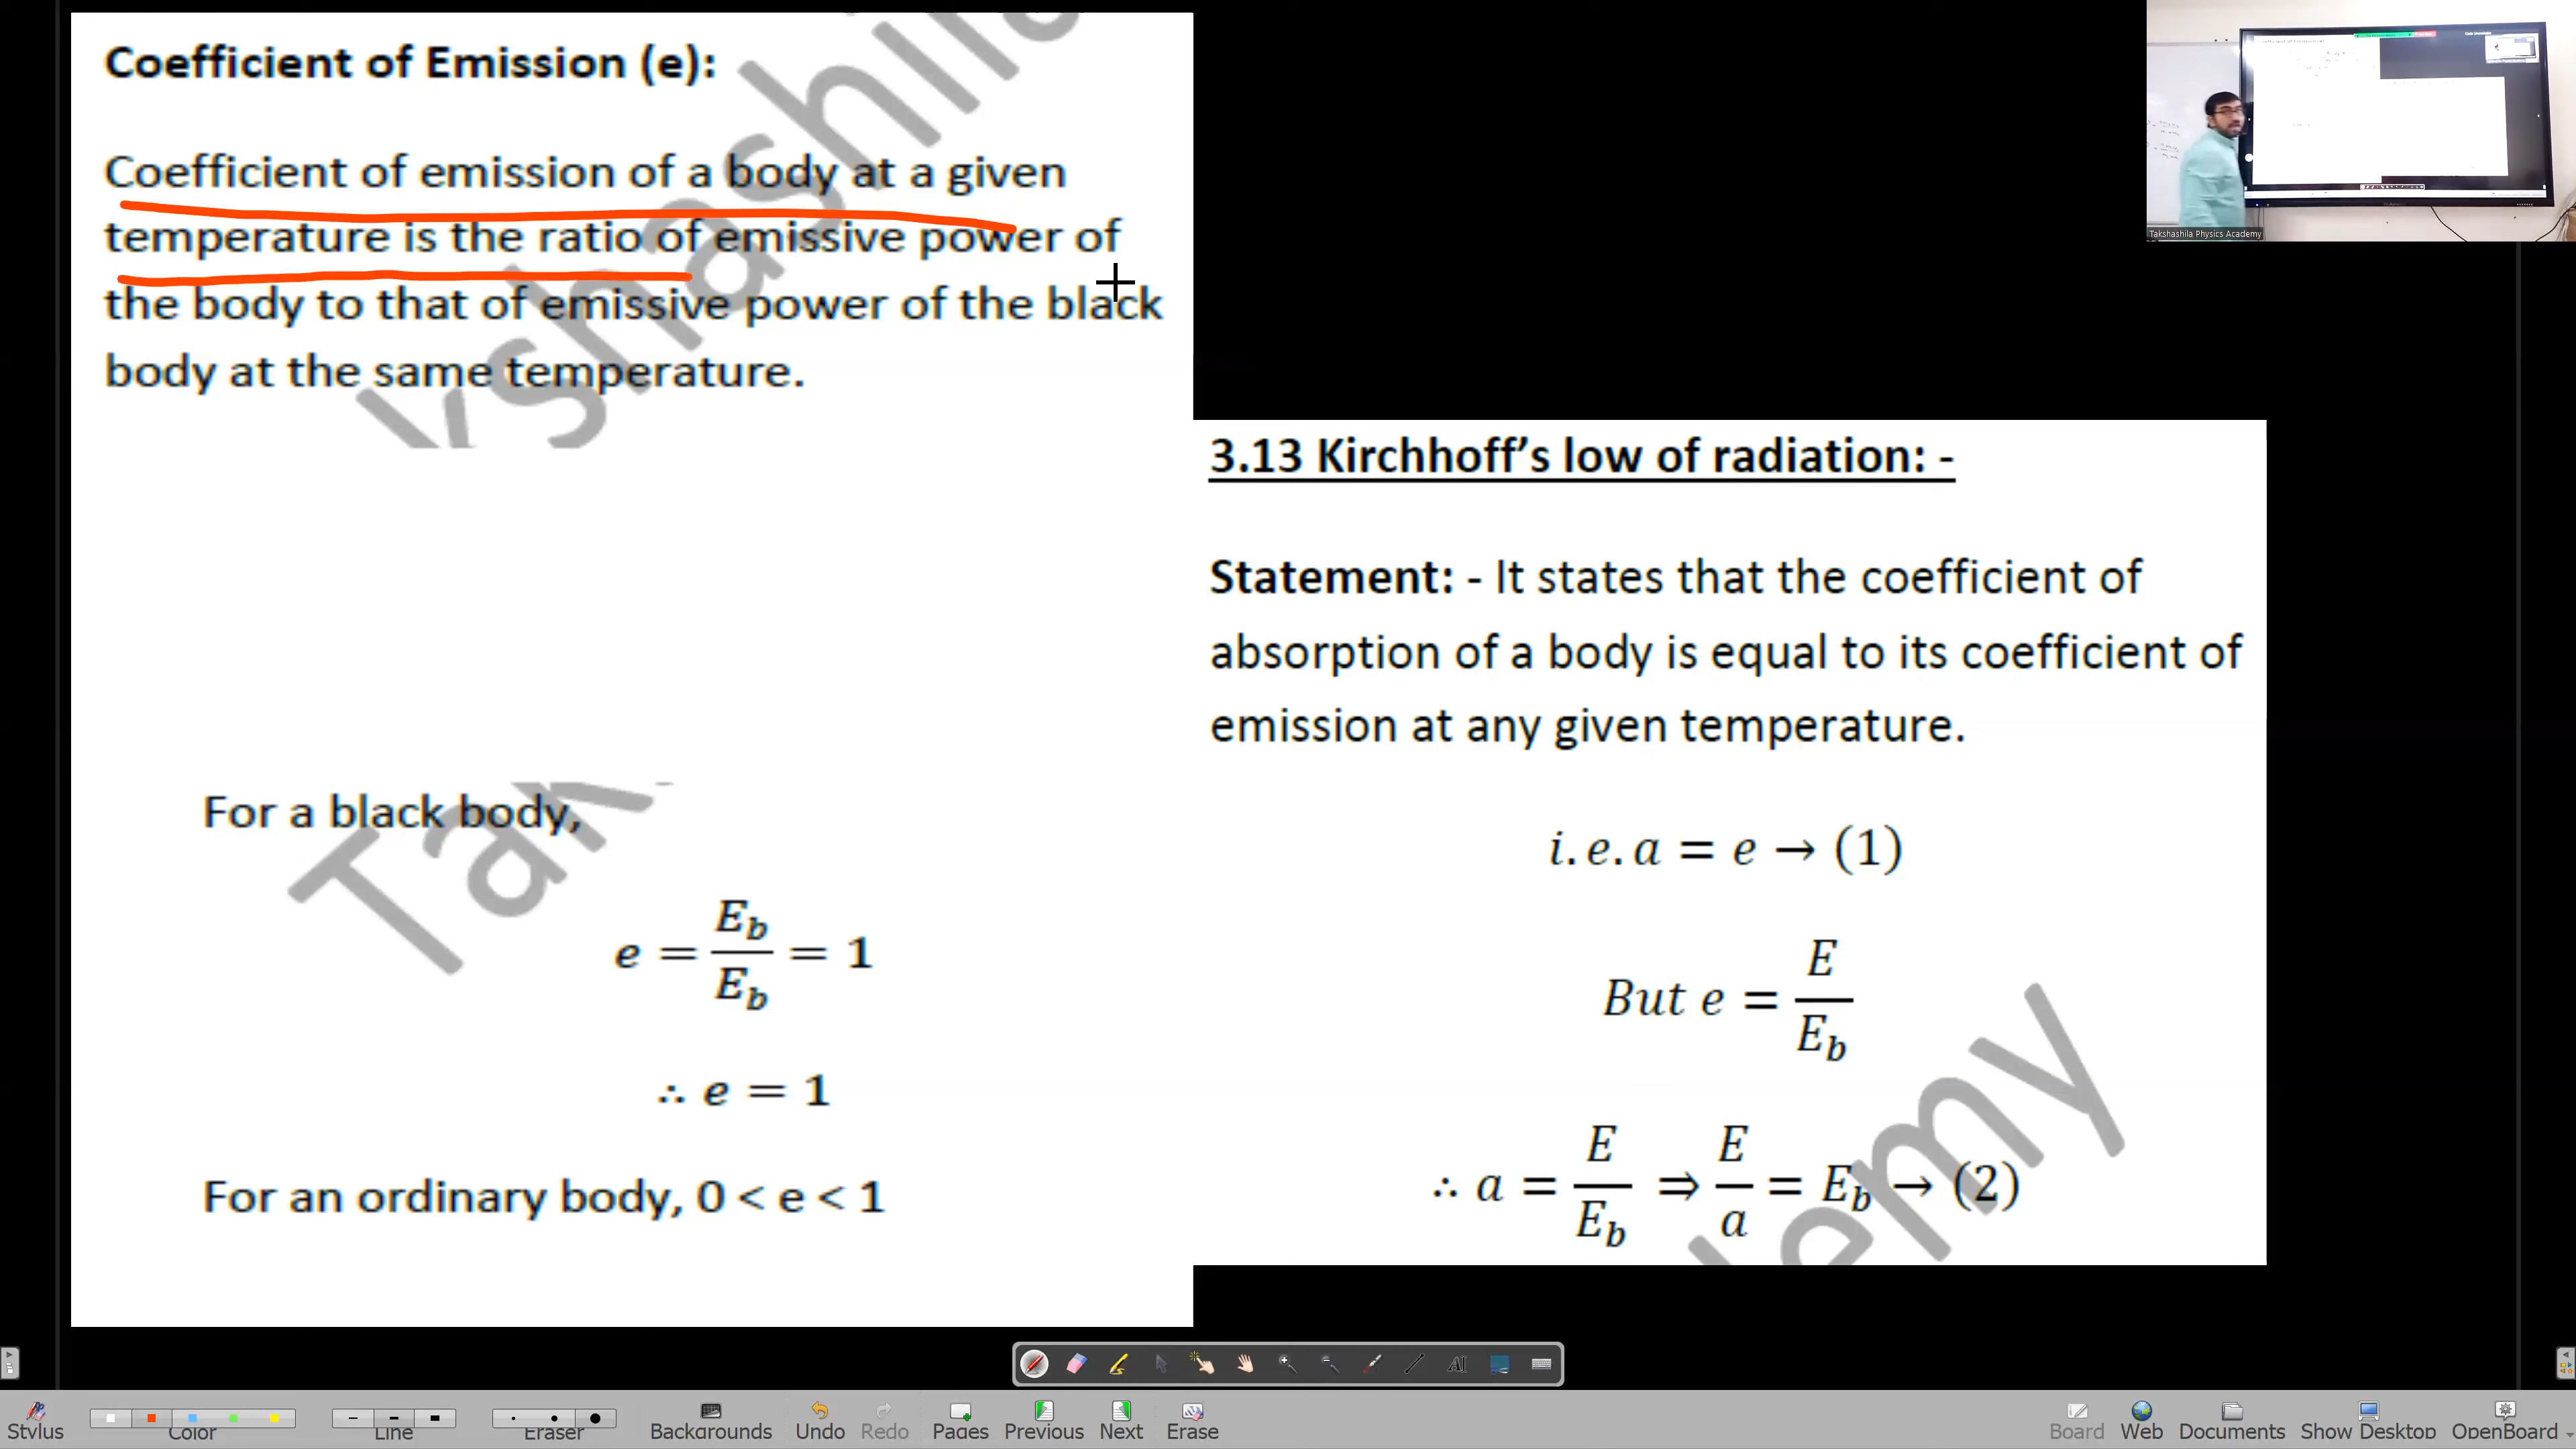 Coefficient of Emission (e):
Coefficient of emission of a body at a given
temperature is the ratio of emissive power of
the body to that of emissive power of the black
body at the same temperature.
For a black body,
e = E_b / E_b = 1
∴ e = 1
For an ordinary body, 0 < e < 1
3.13 Kirchhoff's low of radiation: -
Statement: - It states that the coefficient of
absorption of a body is equal to its coefficient of
emission at any given temperature.
i.e. a = e → (1)
But e = E / E_b
∴ a = E / E_b ⇒ E / a = E_b → (2)
Takshashila Physics Academy
Stylus
Color
Line
Eraser
Backgrounds
Undo
Redo
Pages
Previous
Next
Erase
Board
Web
Documents
Show Desktop
OpenBoard